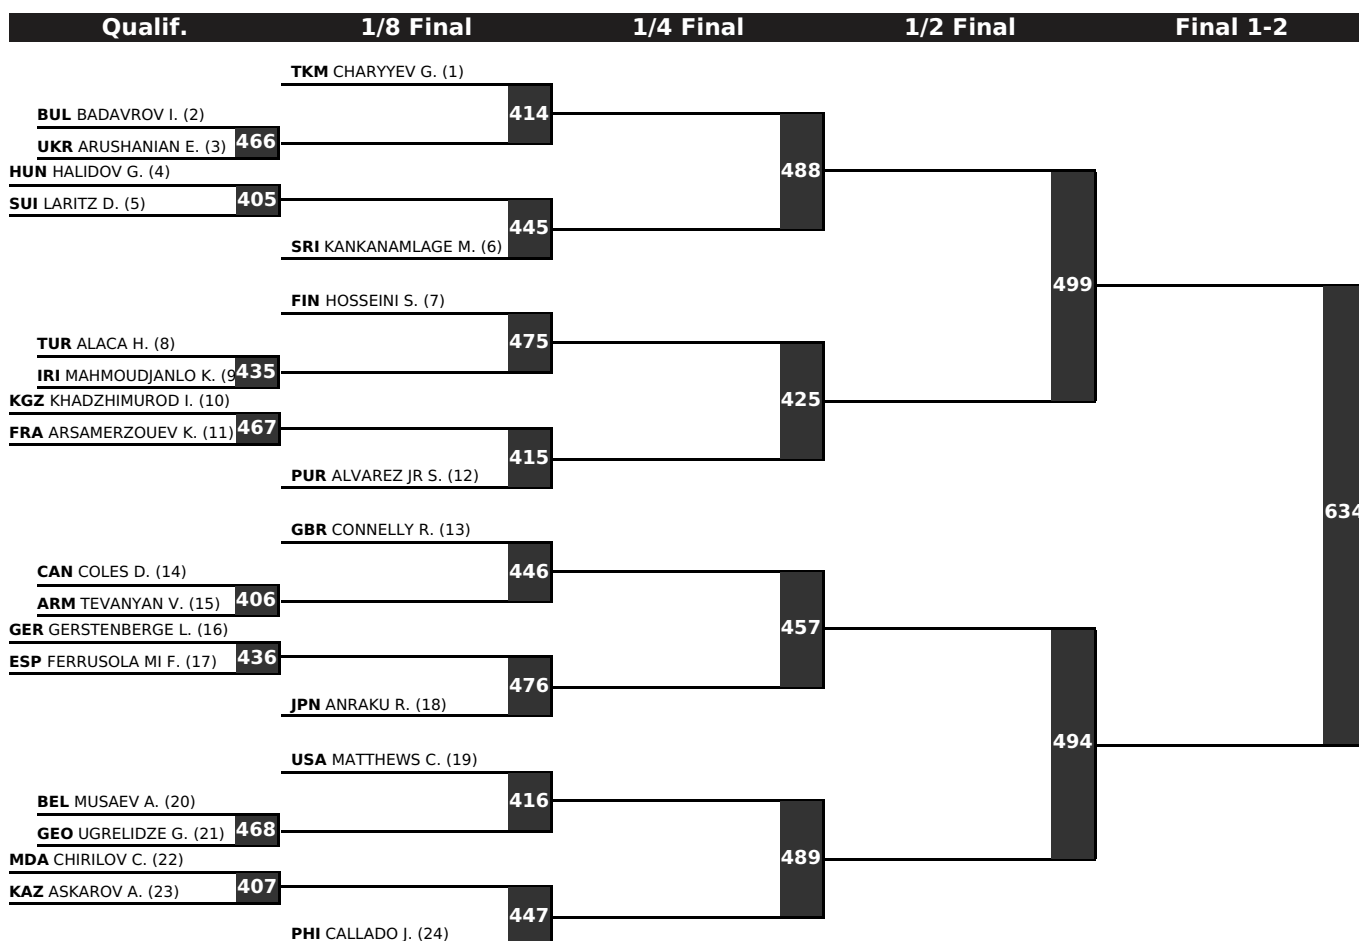 Qualif. 1/8 Final 1/4 Final 1/2 Final Final 1-2
TKM CHARYYEV G. (1)
414
BUL BADAVROV I. (2)
466
UKR ARUSHANIAN E. (3)
HUN HALIDOV G. (4)
488
405
SUI LARITZ D. (5)
445
SRI KANKANAMLAGE M. (6)
499
FIN HOSSEINI S. (7)
475
TUR ALACA H. (8)
435
IRI MAHMOUDJANLO K. (9
KGZ KHADZHIMUROD I. (10)
425
467
FRA ARSAMERZOUEV K. (11)
415
PUR ALVAREZ JR S. (12)
634
GBR CONNELLY R. (13)
446
CAN COLES D. (14)
406
ARM TEVANYAN V. (15)
GER GERSTENBERGE L. (16)
457
436
ESP FERRUSOLA MI F. (17)
476
JPN ANRAKU R. (18)
494
USA MATTHEWS C. (19)
416
BEL MUSAEV A. (20)
468
GEO UGRELIDZE G. (21)
MDA CHIRILOV C. (22)
489
407
KAZ ASKAROV A. (23)
447
PHI CALLADO J. (24)